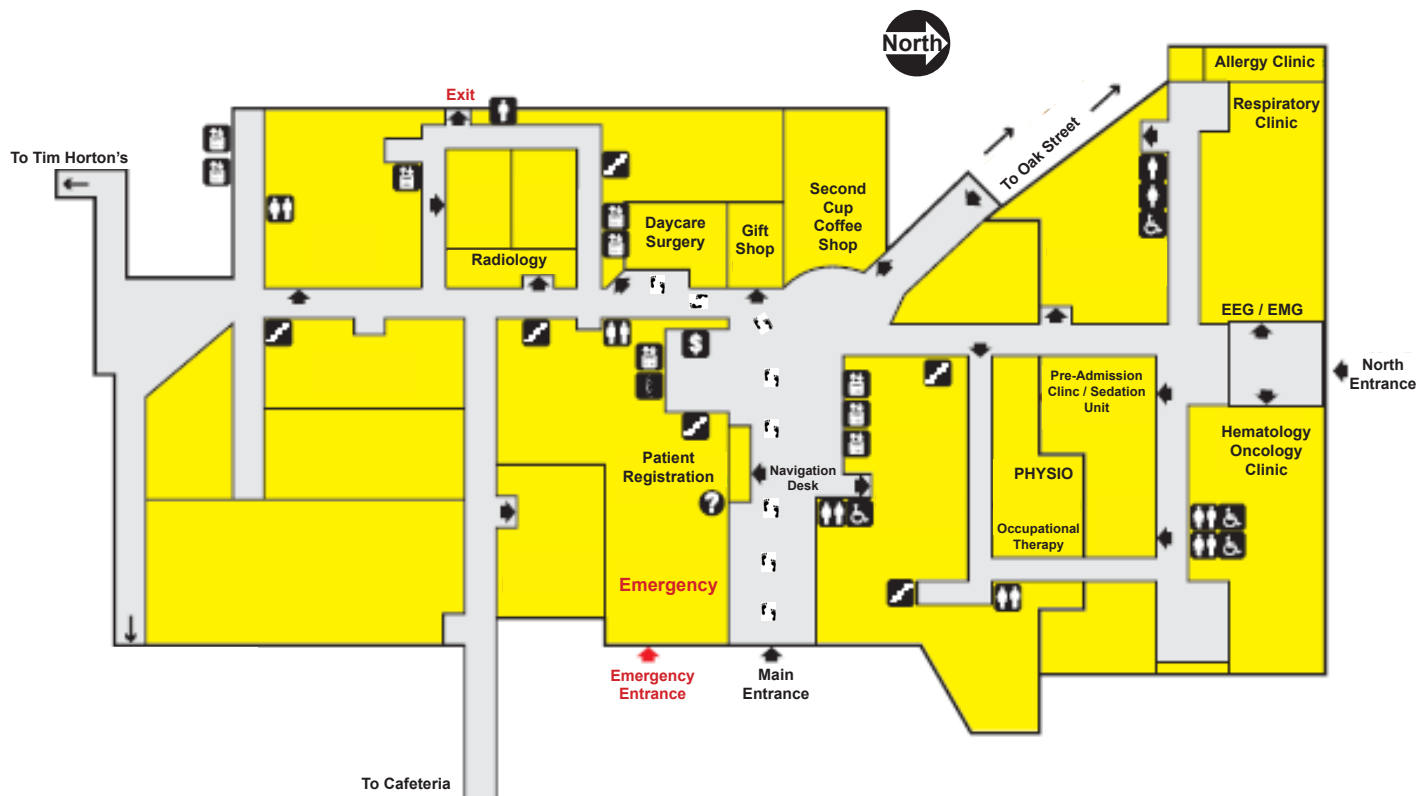 North
Allergy Clinic
Exit
Respiratory
Clinic
To Tim Horton's
To Oak Street
Second
Cup
Coffee
Shop
Daycare
Surgery
Gift
Shop
Radiology
EEG / EMG
$
North
Entrance
Pre-Admission
Clinc / Sedation
Unit
Hematology
Oncology
Clinic
Patient
Registration
Navigation
Desk
PHYSIO
?
Occupational
Therapy
Emergency
Emergency
Entrance
Main
Entrance
To Cafeteria